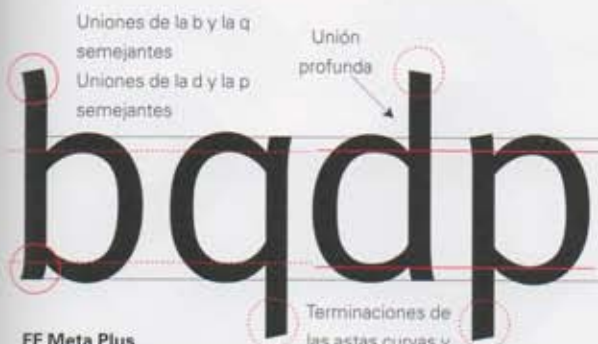 Uniones de la b y la q
semejantes
Uniones de la d y la p
semejantes
Unión
profunda
bqdp
Terminaciones de
las astas curvas y
FF Meta Plus